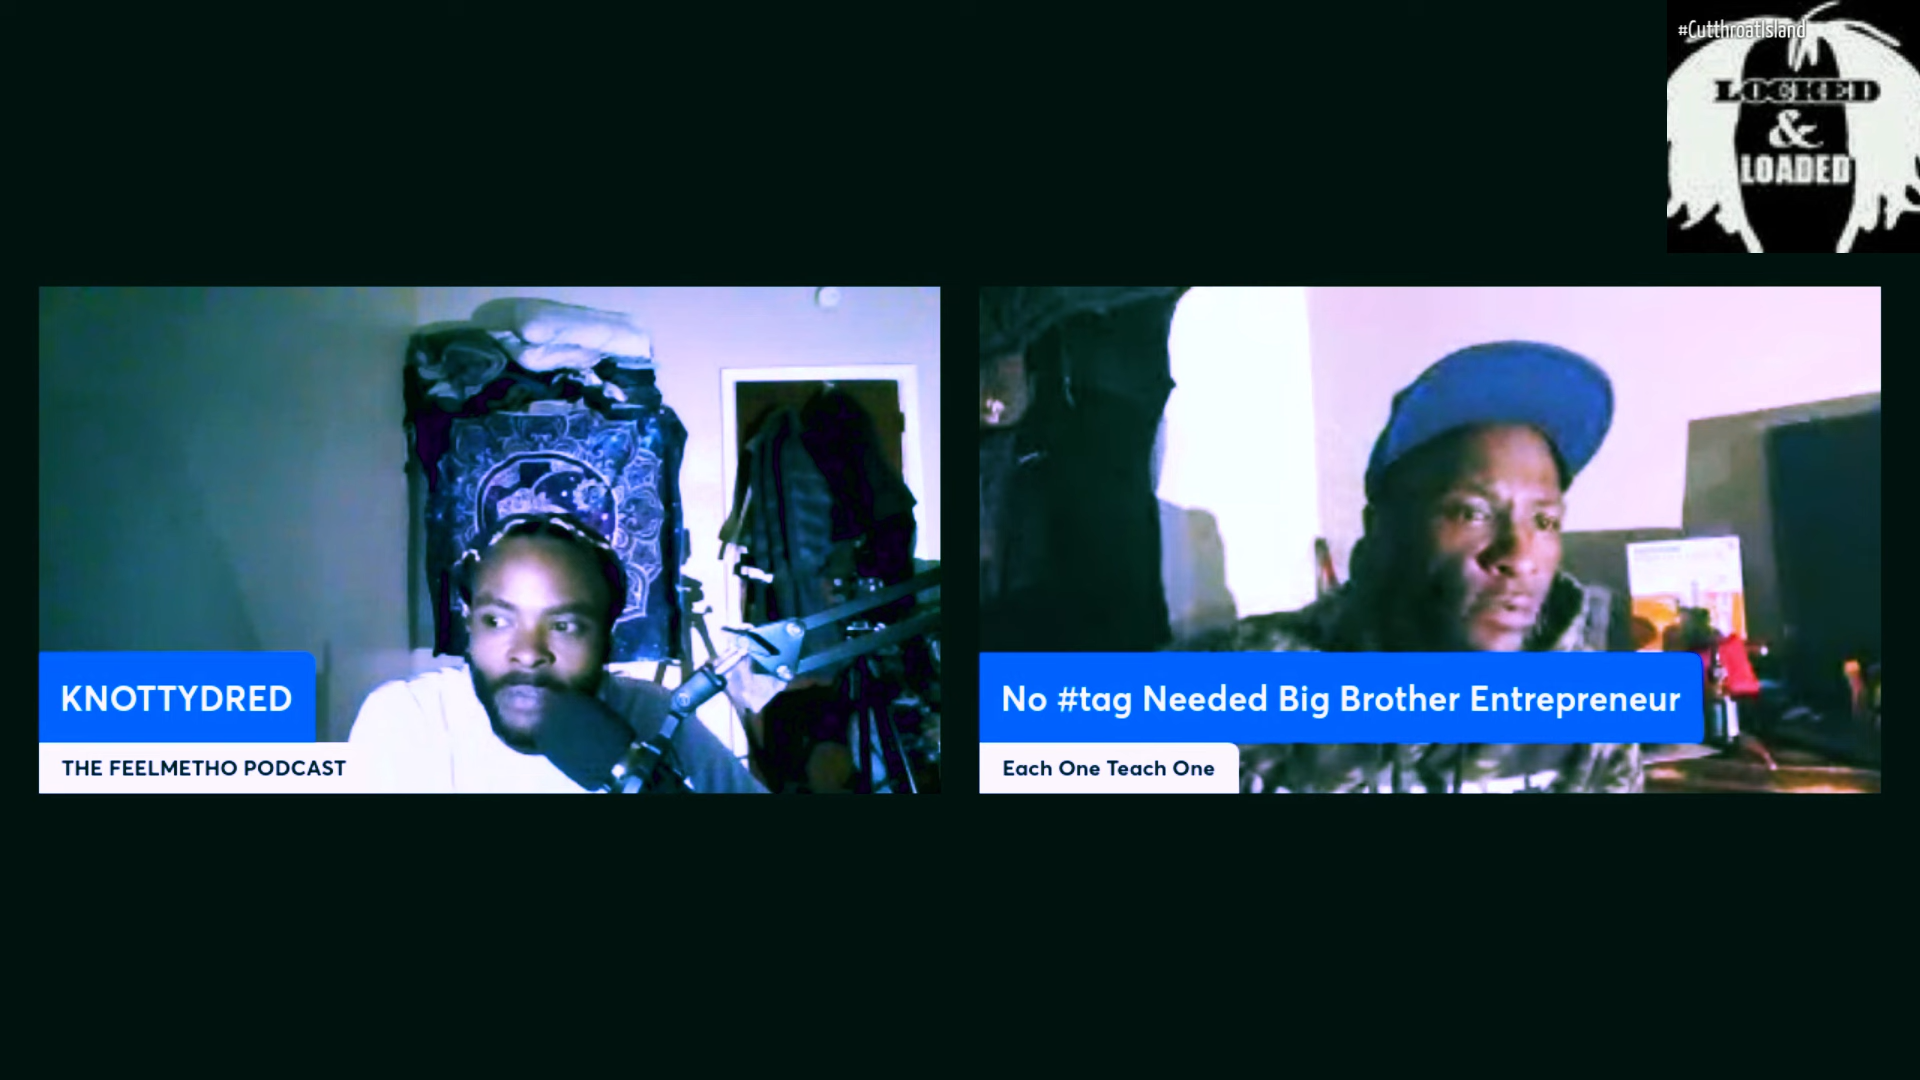 #CutthroatIsland
LOCKED
&
LOADED
KNOTTYDRED
THE FEELMETHO PODCAST
No #tag Needed Big Brother Entrepreneur
Each One Teach One